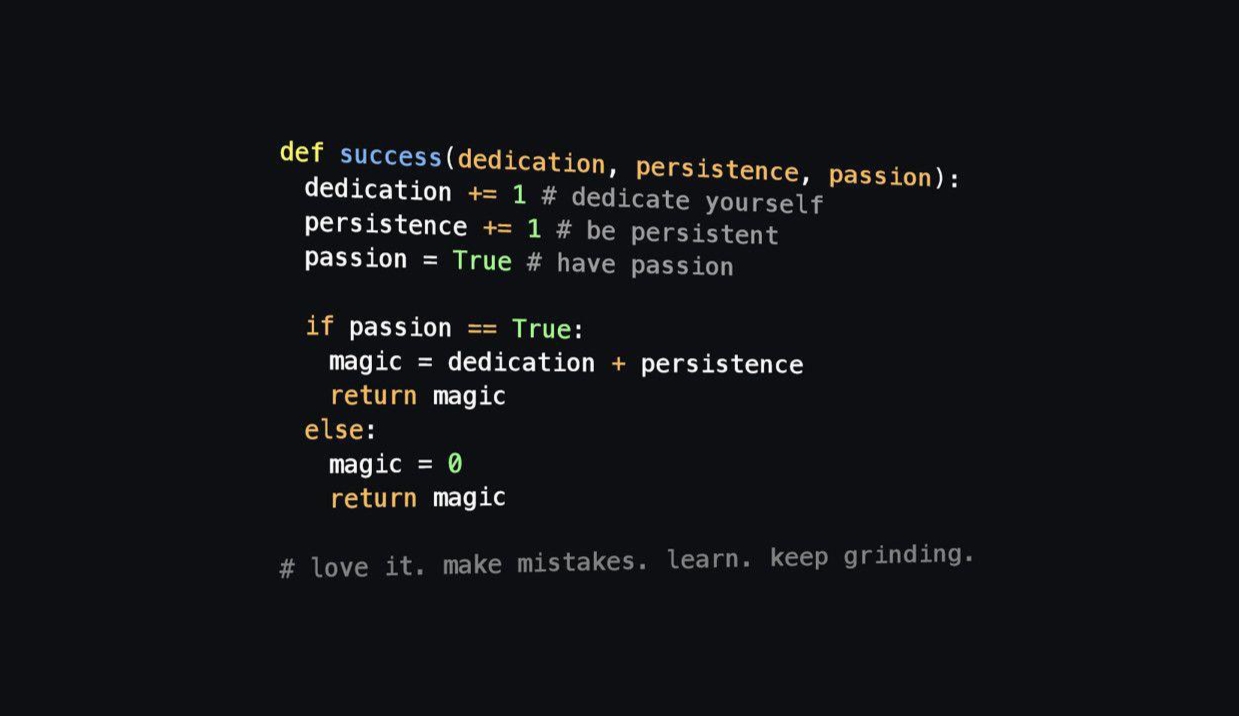 def success(dedication, persistence, passion):
  dedication += 1 # dedicate yourself
  persistence += 1 # be persistent
  passion = True # have passion

  if passion == True:
    magic = dedication + persistence
    return magic
  else:
    magic = 0
    return magic

# love it. make mistakes. learn. keep grinding.